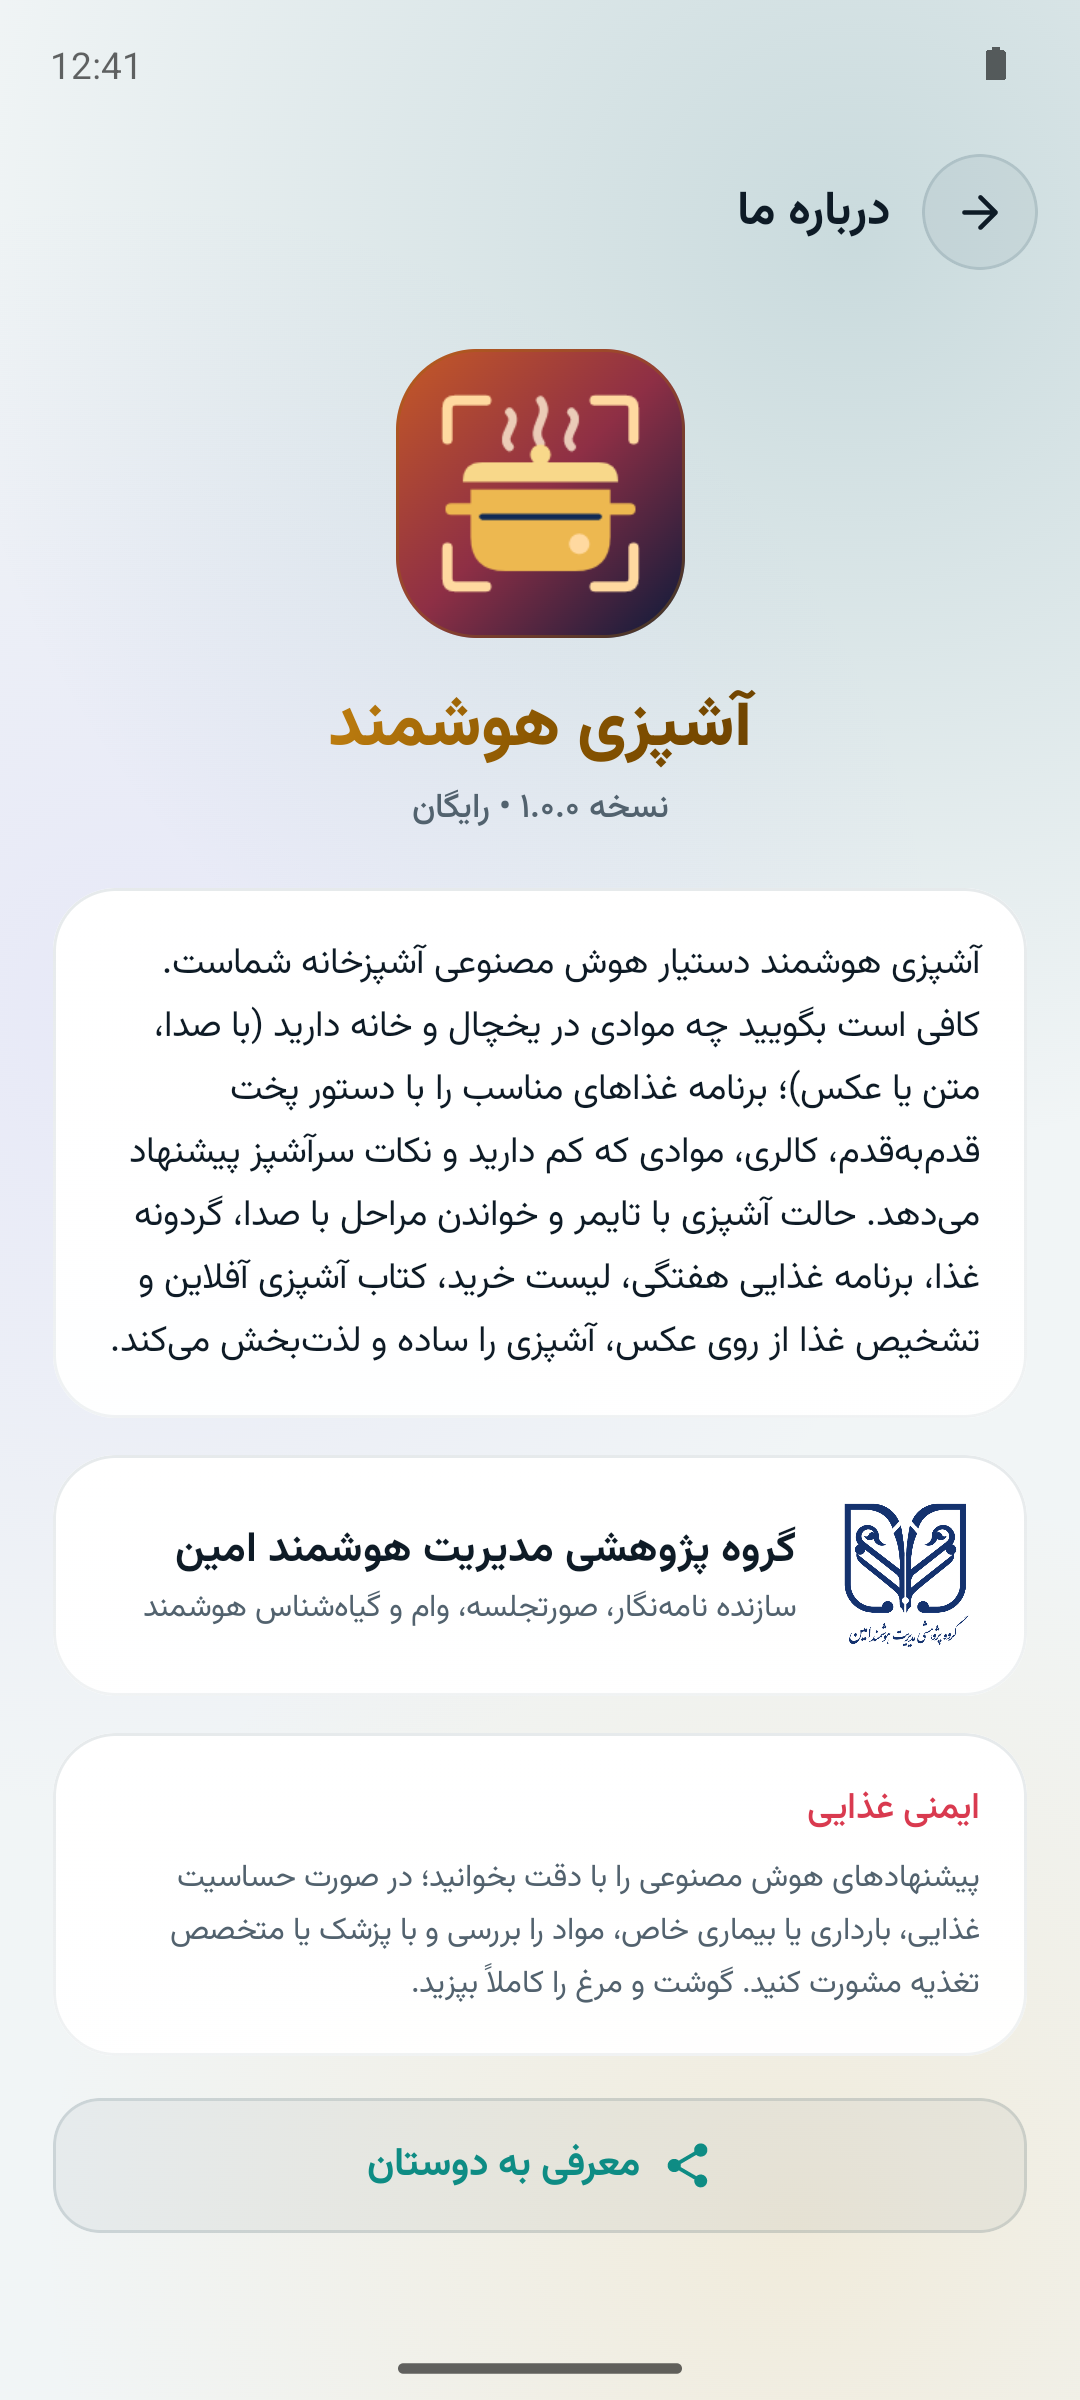 12:41
درباره ما
آشپزی هوشمند
نسخه ۱.۰.۰ • رایگان
آشپزی هوشمند دستیار هوش مصنوعی آشپزخانه شماست.
کافی است بگویید چه موادی در یخچال و خانه دارید (با صدا،
متن یا عکس)؛ برنامه غذاهای مناسب را با دستور پخت
قدم‌به‌قدم، کالری، موادی که کم دارید و نکات سرآشپز پیشنهاد
می‌دهد. حالت آشپزی با تایمر و خواندن مراحل با صدا، گردونه
غذا، برنامه غذایی هفتگی، لیست خرید، کتاب آشپزی آفلاین و
تشخیص غذا از روی عکس، آشپزی را ساده و لذت‌بخش می‌کند.
گروه پژوهشی مدیریت هوشمند امین
سازنده نامه‌نگار، صورتجلسه، وام و گیاه‌شناس هوشمند
گروه پژوهشی مدیریت هوشمند امین
ایمنی غذایی
پیشنهادهای هوش مصنوعی را با دقت بخوانید؛ در صورت حساسیت
غذایی، بارداری یا بیماری خاص، مواد را بررسی و با پزشک یا متخصص
تغذیه مشورت کنید. گوشت و مرغ را کاملاً بپزید.
معرفی به دوستان